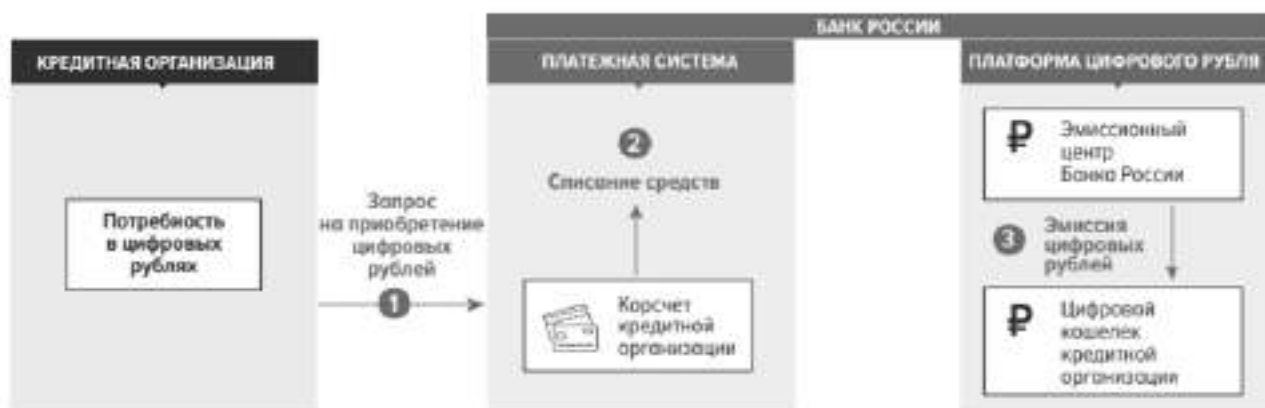 БАНК РОССИИ
КРЕДИТНАЯ ОРГАНИЗАЦИЯ
ПЛАТЕЖНАЯ СИСТЕМА
ПЛАТФОРМА ЦИФРОВОГО РУБЛЯ
Потребность
в цифровых
рублях
Запрос
на приобретение
цифровых
рублей
1
2
Списание средств
Корсчет
кредитной
организации
₽
Эмиссионный
центр
Банка России
3
Эмиссия
цифровых
рублей
₽
Цифровой
кошелек
кредитной
организации